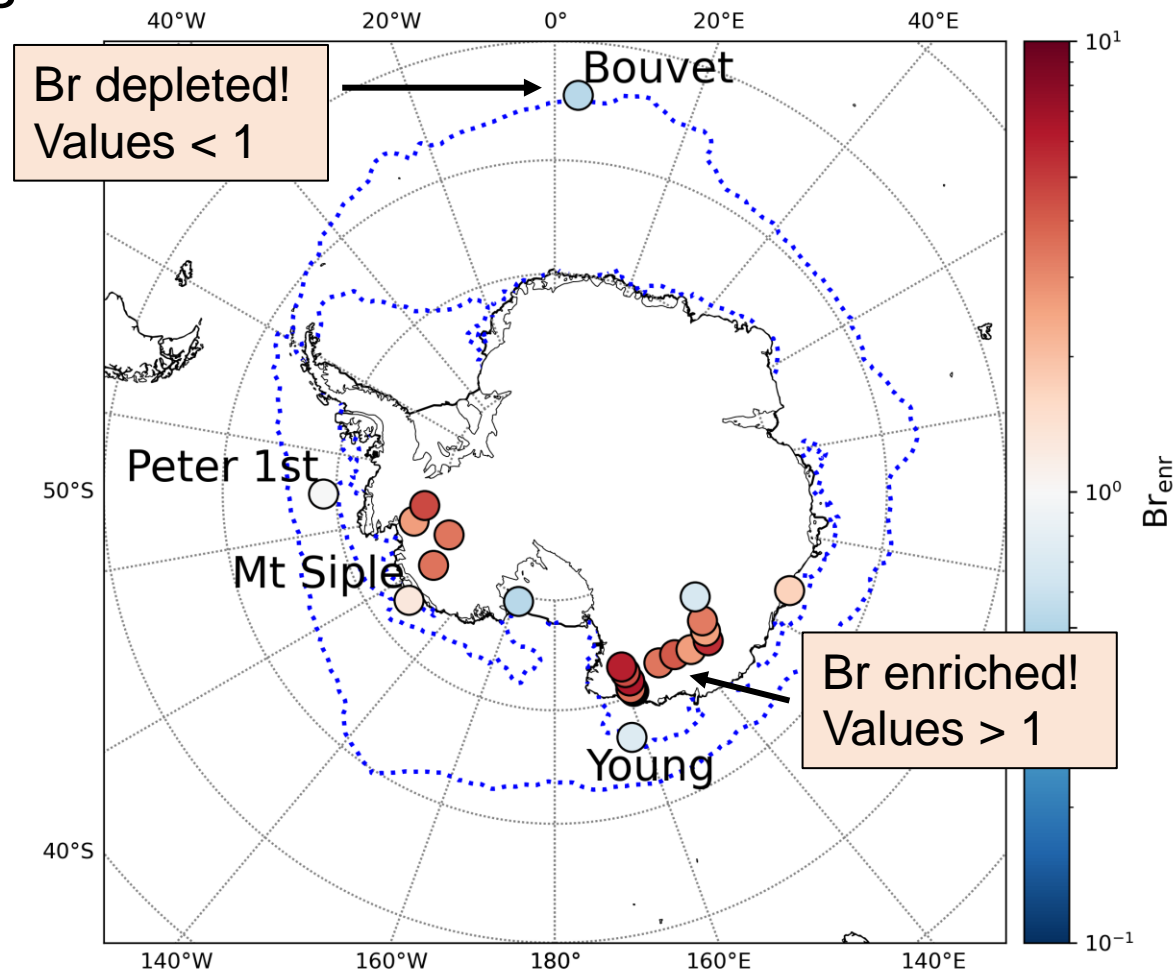 40°W 20°W 0° 20°E 40°E
10¹
Br depleted!
Values < 1
Bouvet
Peter 1st
50°S
10⁰
Br_enr
Mt Siple
Br enriched!
Values > 1
Young
40°S
10⁻¹
140°W 160°W 180° 160°E 140°E